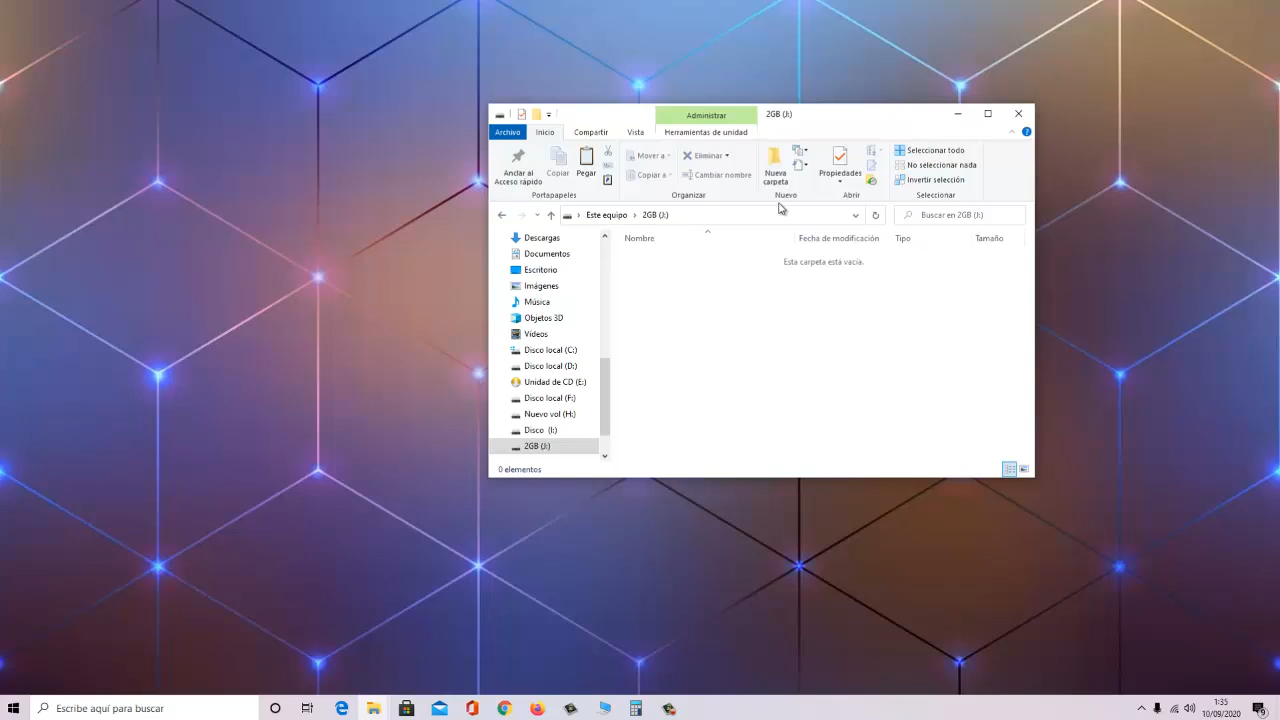 Administrar
2GB (J:)
Archivo
Inicio
Compartir
Vista
Herramientas de unidad
Anclar al
Acceso rápido
Copiar
Pegar
Mover a
Copiar a
Eliminar
Cambiar nombre
Nueva
carpeta
Propiedades
Seleccionar todo
No seleccionar nada
Invertir selección
Portapapeles
Organizar
Nuevo
Abrir
Seleccionar
Este equipo > 2GB (J:)
Buscar en 2GB (J:)
Nombre
Fecha de modificación
Tipo
Tamaño
Esta carpeta está vacía.
Descargas
Documentos
Escritorio
Imágenes
Música
Objetos 3D
Vídeos
Disco local (C:)
Disco local (D:)
Unidad de CD (E:)
Disco local (F:)
Nuevo vol (H:)
Disco (I:)
2GB (J:)
0 elementos
Escribe aquí para buscar
1:35
10/09/2020